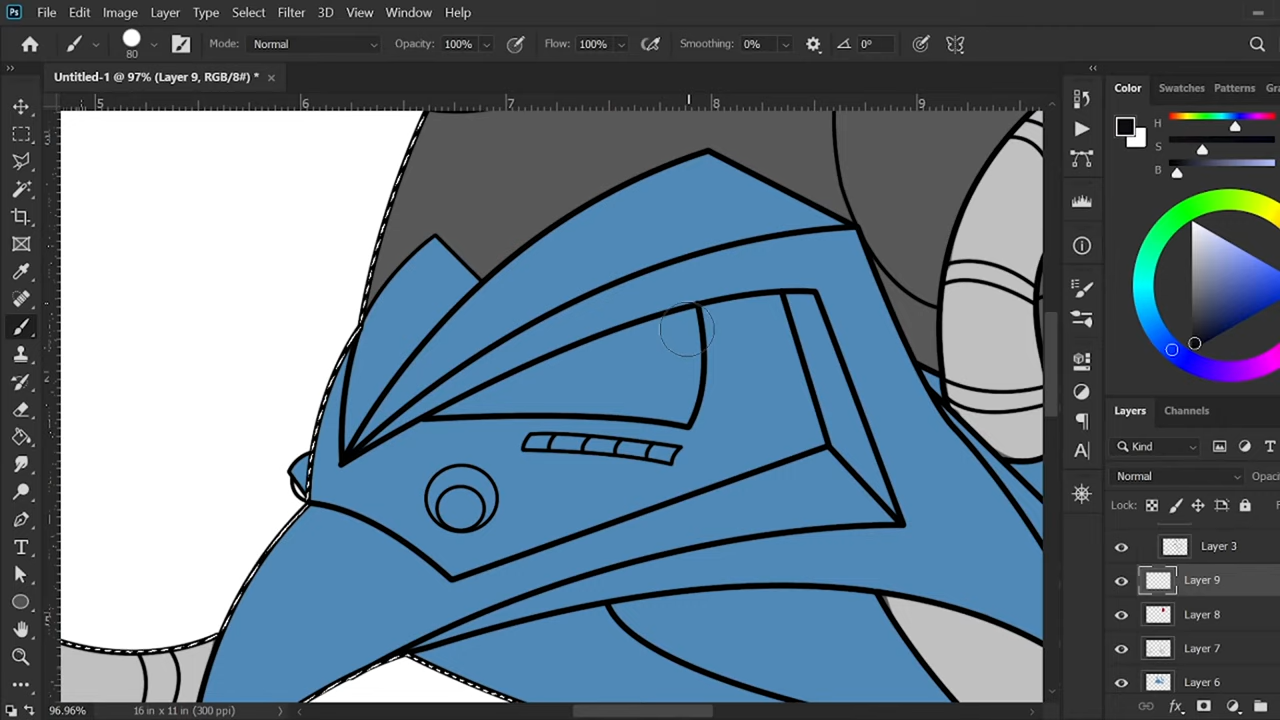 Ps File Edit Image Layer Type Select Filter 3D View Window Help
80 Mode: Normal Opacity: 100% Flow: 100% Smoothing: 0% 0°
Untitled-1 @ 97% (Layer 9, RGB/8#) * ×
5 6 7 8 9
Color Swatches Patterns Gra
H
S
B
Layers Channels
Kind
Normal Opac
Lock:
Layer 3
Layer 9
Layer 8
Layer 7
Layer 6
96.96% 16 in x 11 in (300 ppi)